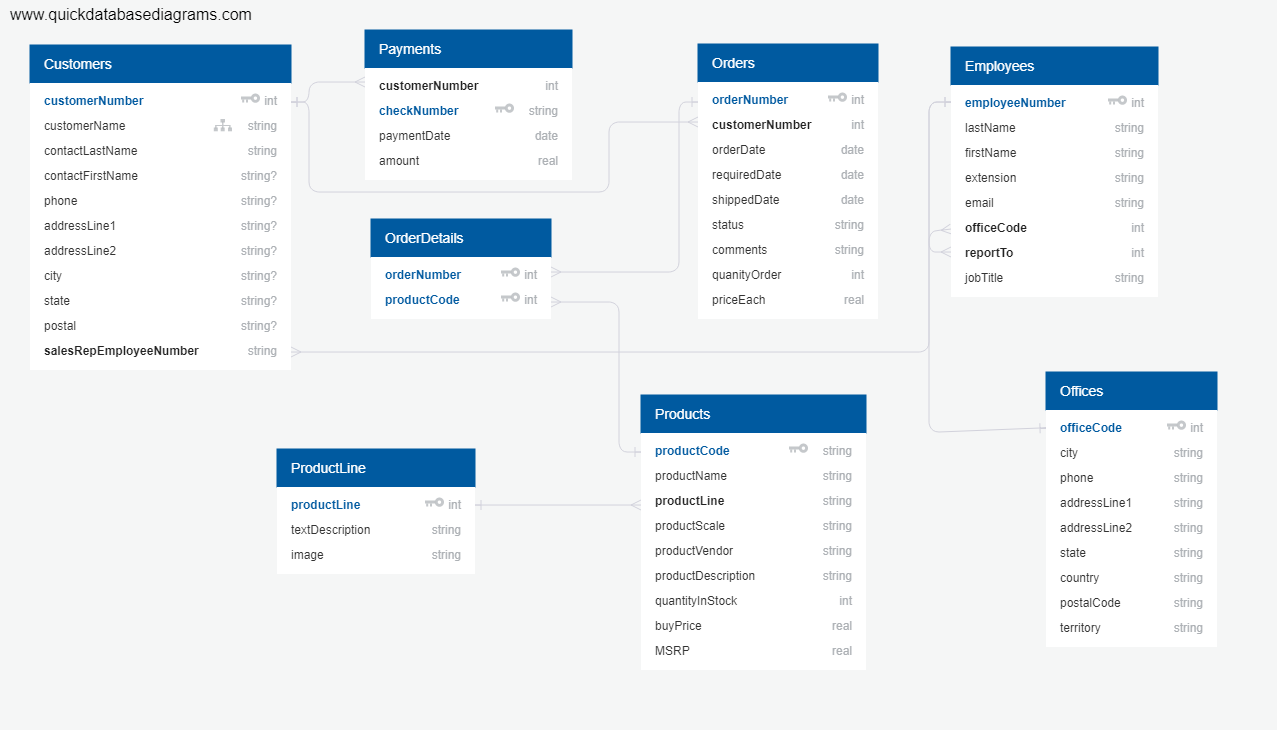 www.quickdatabasediagrams.com
Customers
customerNumber int
customerName string
contactLastName string
contactFirstName string?
phone string?
addressLine1 string?
addressLine2 string?
city string?
state string?
postal string?
salesRepEmployeeNumber string
Payments
customerNumber int
checkNumber string
paymentDate date
amount real
OrderDetails
orderNumber int
productCode int
Orders
orderNumber int
customerNumber int
orderDate date
requiredDate date
shippedDate date
status string
comments string
quanityOrder int
priceEach real
Employees
employeeNumber int
lastName string
firstName string
extension string
email string
officeCode int
reportTo int
jobTitle string
ProductLine
productLine int
textDescription string
image string
Products
productCode string
productName string
productLine string
productScale string
productVendor string
productDescription string
quantityInStock int
buyPrice real
MSRP real
Offices
officeCode int
city string
phone string
addressLine1 string
addressLine2 string
state string
country string
postalCode string
territory string